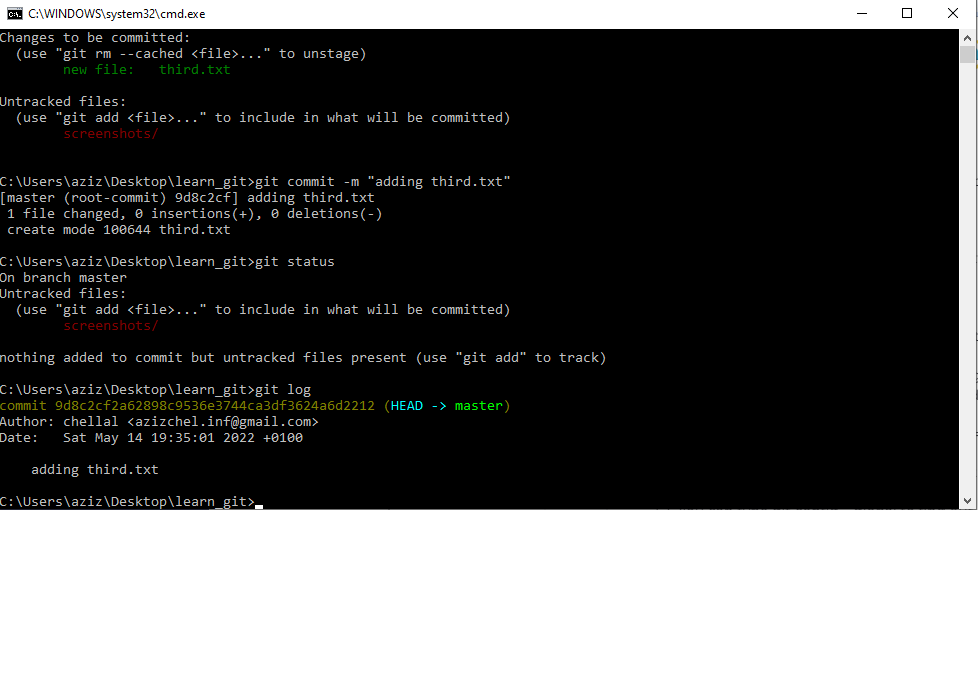 C:\WINDOWS\system32\cmd.exe
Changes to be committed:
  (use "git rm --cached <file>..." to unstage)
        new file:   third.txt

Untracked files:
  (use "git add <file>..." to include in what will be committed)
        screenshots/

C:\Users\aziz\Desktop\learn_git>git commit -m "adding third.txt"
[master (root-commit) 9d8c2cf] adding third.txt
 1 file changed, 0 insertions(+), 0 deletions(-)
 create mode 100644 third.txt

C:\Users\aziz\Desktop\learn_git>git status
On branch master
Untracked files:
  (use "git add <file>..." to include in what will be committed)
        screenshots/

nothing added to commit but untracked files present (use "git add" to track)

C:\Users\aziz\Desktop\learn_git>git log
commit 9d8c2cf2a62898c9536e3744ca3df3624a6d2212 (HEAD -> master)
Author: chellal <azizchel.inf@gmail.com>
Date:   Sat May 14 19:35:01 2022 +0100

    adding third.txt

C:\Users\aziz\Desktop\learn_git>